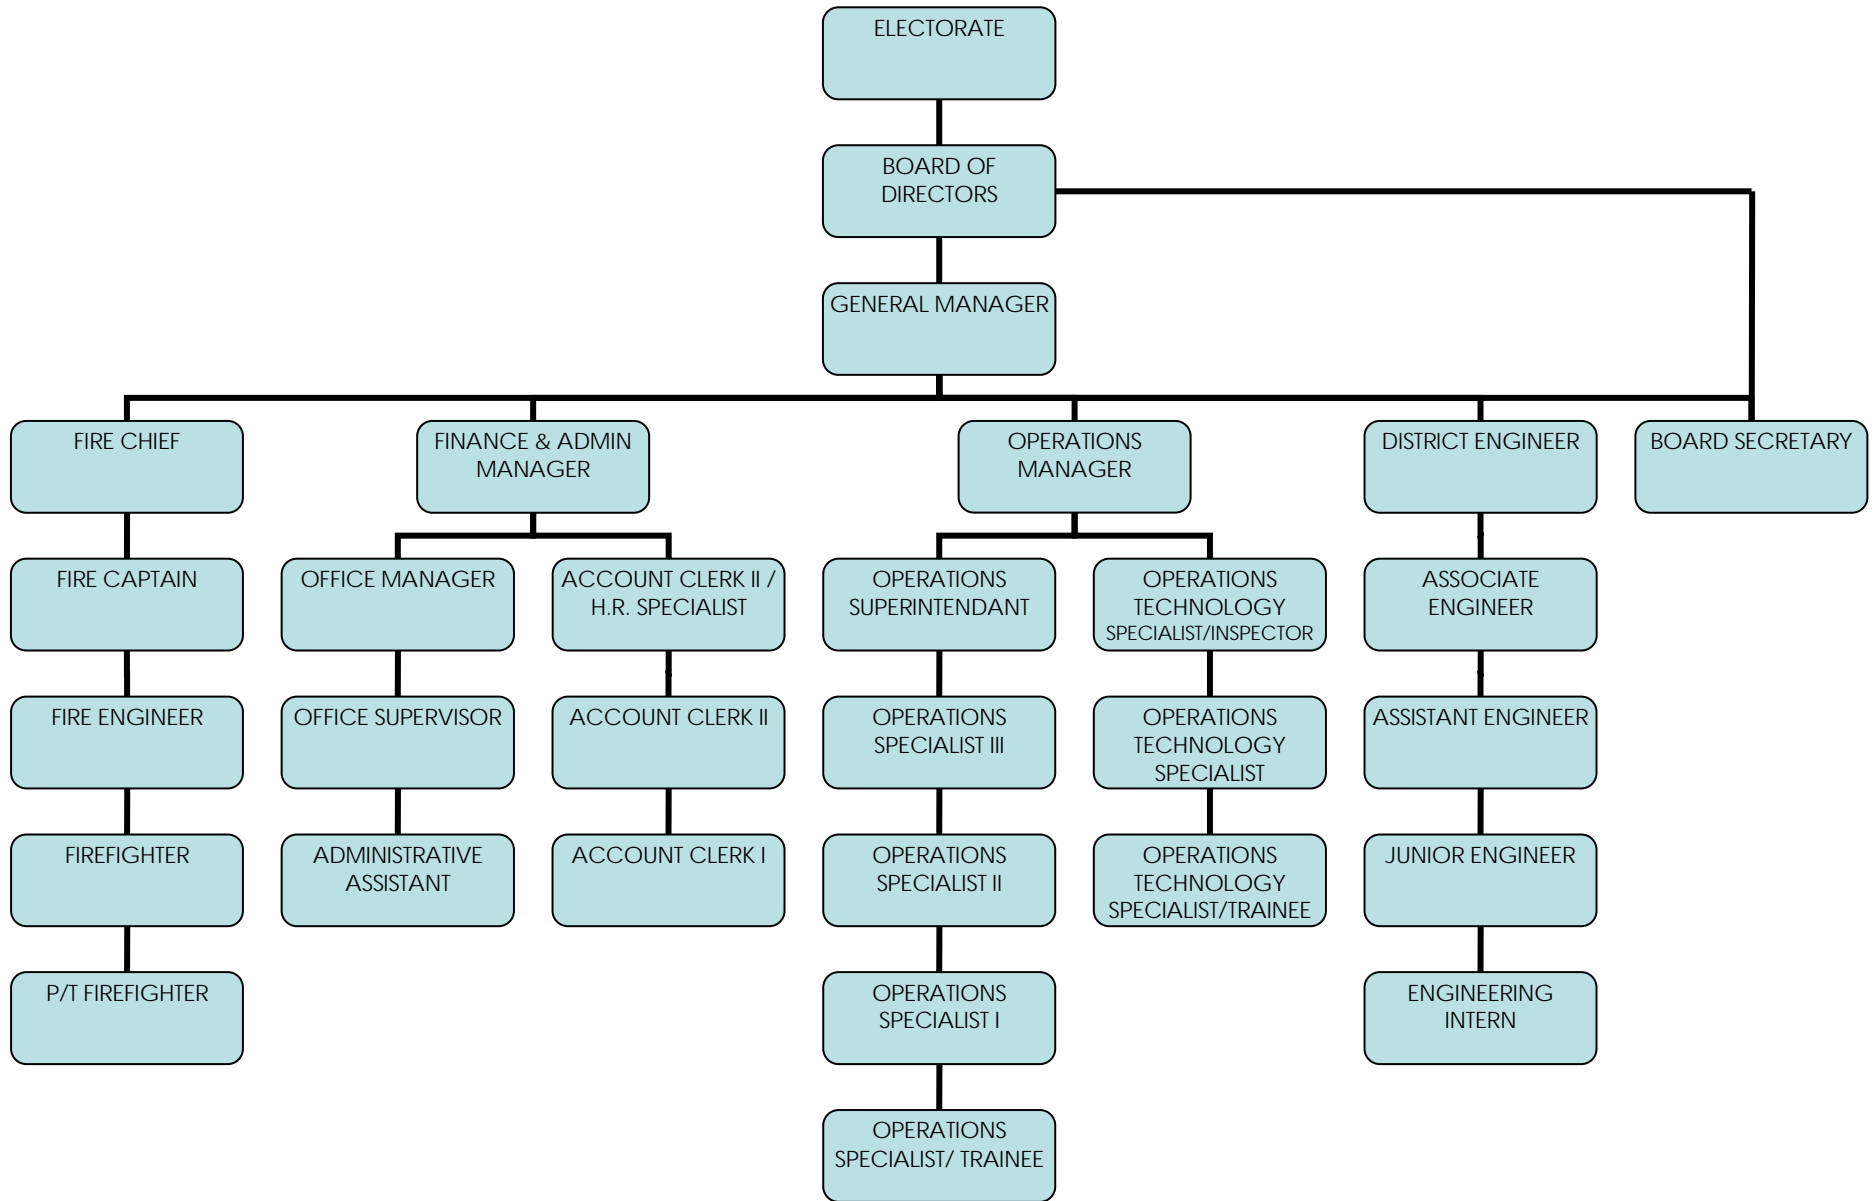 ELECTORATE
BOARD OF
DIRECTORS
GENERAL MANAGER
FIRE CHIEF
FINANCE & ADMIN
MANAGER
OPERATIONS
MANAGER
DISTRICT ENGINEER
BOARD SECRETARY
FIRE CAPTAIN
OFFICE MANAGER
ACCOUNT CLERK II /
H.R. SPECIALIST
OPERATIONS
SUPERINTENDANT
OPERATIONS
TECHNOLOGY
SPECIALIST/INSPECTOR
ASSOCIATE
ENGINEER
FIRE ENGINEER
OFFICE SUPERVISOR
ACCOUNT CLERK II
OPERATIONS
SPECIALIST III
OPERATIONS
TECHNOLOGY
SPECIALIST
ASSISTANT ENGINEER
FIREFIGHTER
ADMINISTRATIVE
ASSISTANT
ACCOUNT CLERK I
OPERATIONS
SPECIALIST II
OPERATIONS
TECHNOLOGY
SPECIALIST/TRAINEE
JUNIOR ENGINEER
P/T FIREFIGHTER
OPERATIONS
SPECIALIST I
ENGINEERING
INTERN
OPERATIONS
SPECIALIST/ TRAINEE